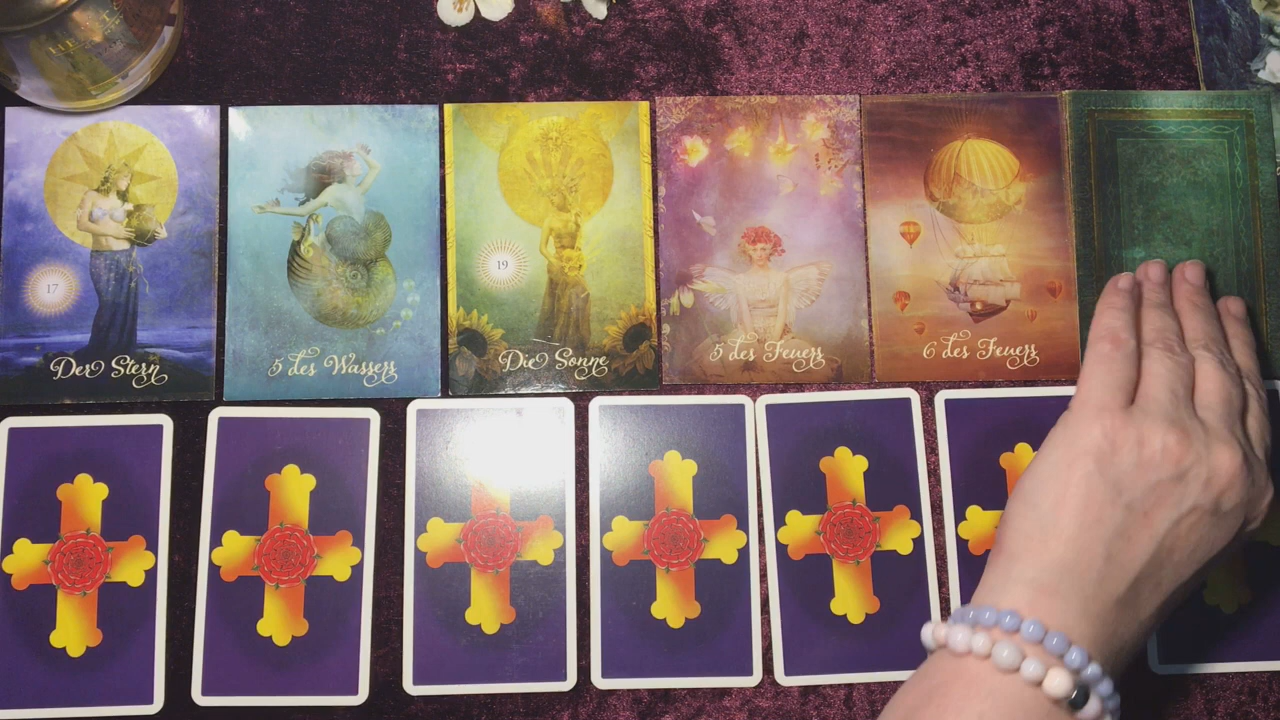 17
Der Stern
5 des Wassers
19
Die Sonne
5 des Feuers
6 des Feuers